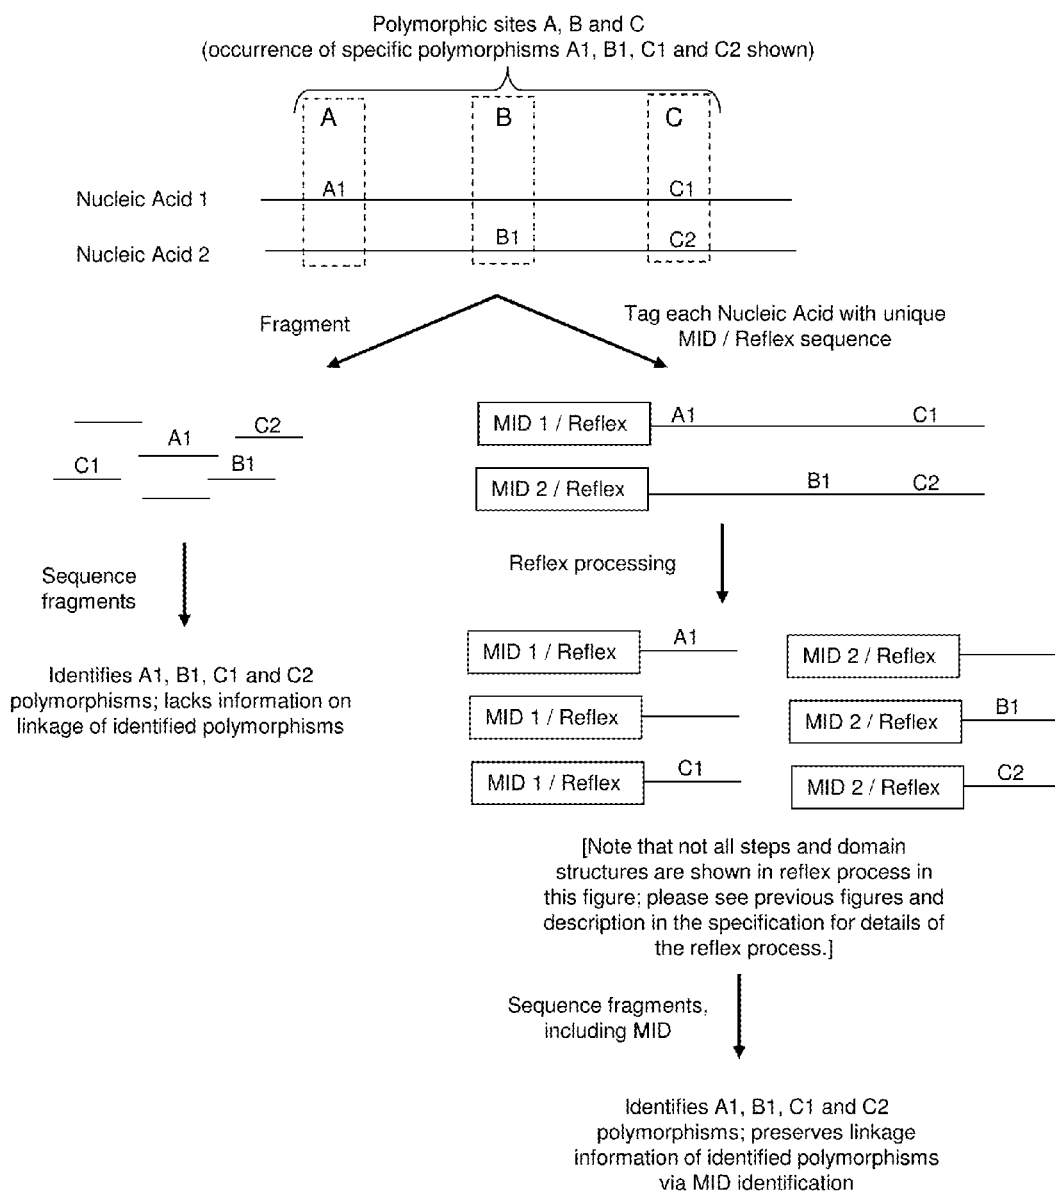 Polymorphic sites A, B and C
(occurrence of specific polymorphisms A1, B1, C1 and C2 shown)
A B C
Nucleic Acid 1 A1 C1
Nucleic Acid 2 B1 C2
Fragment
Tag each Nucleic Acid with unique
MID / Reflex sequence
A1
C2
C1
B1
MID 1 / Reflex A1 C1
MID 2 / Reflex B1 C2
Sequence
fragments
Reflex processing
Identifies A1, B1, C1 and C2
polymorphisms; lacks information on
linkage of identified polymorphisms
MID 1 / Reflex A1
MID 2 / Reflex
MID 1 / Reflex
MID 2 / Reflex B1
MID 1 / Reflex C1
MID 2 / Reflex C2
[Note that not all steps and domain
structures are shown in reflex process in
this figure; please see previous figures and
description in the specification for details of
the reflex process.]
Sequence fragments,
including MID
Identifies A1, B1, C1 and C2
polymorphisms; preserves linkage
information of identified polymorphisms
via MID identification